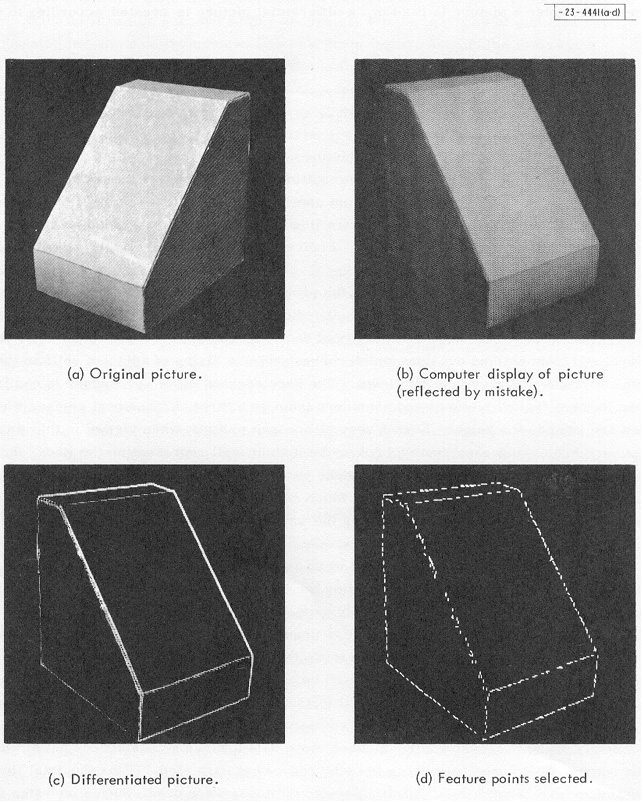 -23-4441(a-d)
(a) Original picture.
(b) Computer display of picture
(reflected by mistake).
(c) Differentiated picture.
(d) Feature points selected.